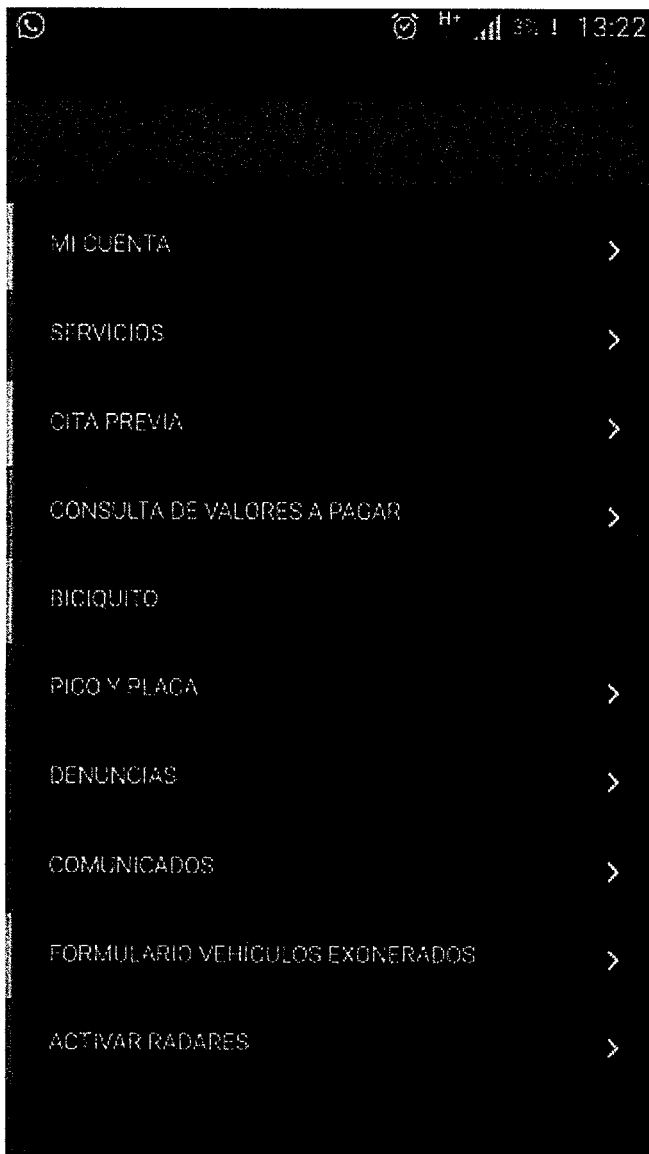 H+ 3% ! 13:22
MI CUENTA
SERVICIOS
CITA PREVIA
CONSULTA DE VALORES A PAGAR
BICIQUITO
PICO Y PLACA
DENUNCIAS
COMUNICADOS
FORMULARIO VEHÍCULOS EXONERADOS
ACTIVAR RADARES